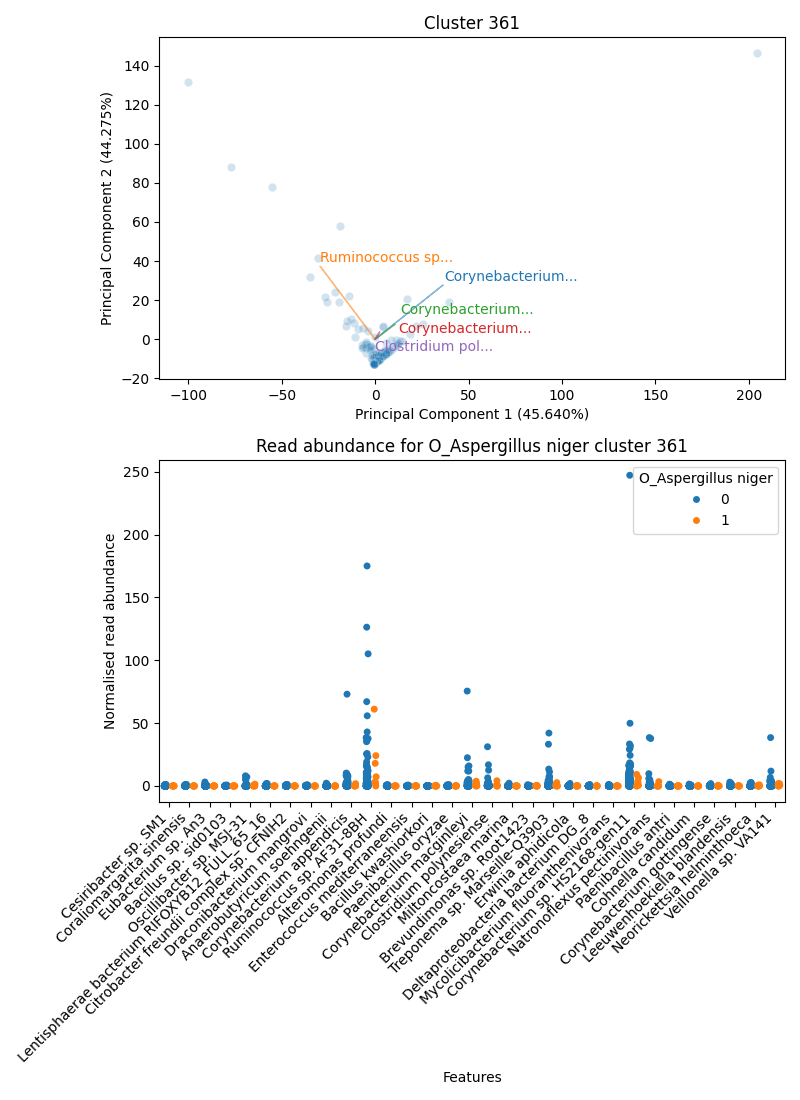 Cluster 361
Principal Component 2 (44.275%)
140
120
100
80
60
40
20
0
−20
Ruminococcus sp...
Corynebacterium...
Corynebacterium...
Corynebacterium...
Clostridium pol...
−100
−50
0
50
100
150
200
Principal Component 1 (45.640%)
Read abundance for O_Aspergillus niger cluster 361
Normalised read abundance
250
200
150
100
50
0
O_Aspergillus niger
0
1
Cesiribacter sp. SM1
Coraliomargarita sinensis
Eubacterium sp. An3
Bacillus sp. sid0103
Oscillibacter sp. MSJ-31
Lentisphaerae bacterium RIFOXYB12_FULL_65_16
Citrobacter freundii complex sp. CFNIH2
Draconibacterium mangrovi
Anaerobutyricum soehngenii
Corynebacterium appendicis
Ruminococcus sp. AF31-8BH
Alteromonas profundi
Enterococcus mediterraneensis
Bacillus Kwashiorkori
Paenibacillus oryzae
Corynebacterium macginleyi
Clostridium polynesiense
Miltoncostaea marina
Brevundimonas sp. Root1423
Treponema sp. Marseille-Q3903
Erwinia aphidicola
Deltaproteobacteria bacterium DG_8
Mycolicibacterium fluoranthenivorans
Corynebacterium sp. HS2168-gen11
Natronoflexus pectinivorans
Paenibacillus antri
Cohnella candidum
Corynebacterium gottingense
Leeuwenhoekiella blandensis
Neorickettsia helminthoeca
Veillonella sp. VA141
Features